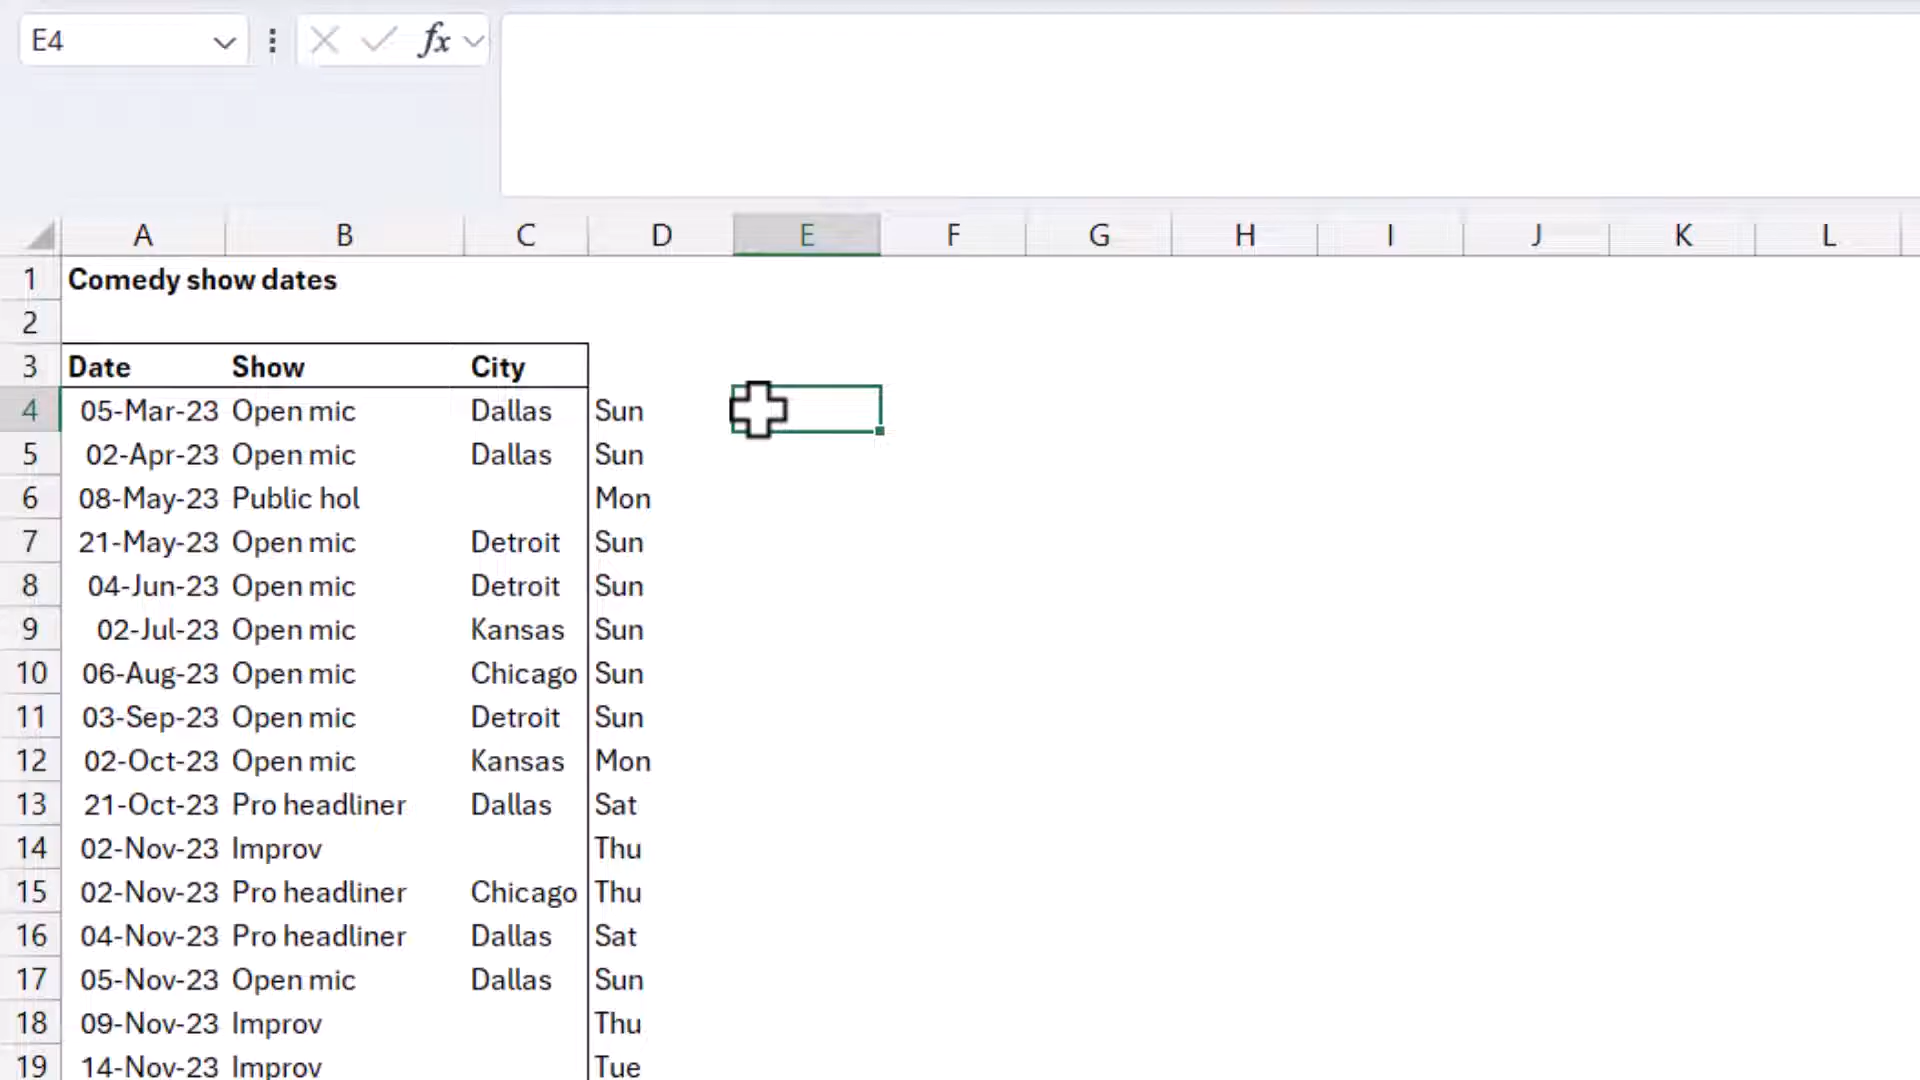 E4
fx
A B C D E F G H I J K L
1 Comedy show dates
2
3 Date Show City
4 05-Mar-23 Open mic Dallas Sun
5 02-Apr-23 Open mic Dallas Sun
6 08-May-23 Public hol Mon
7 21-May-23 Open mic Detroit Sun
8 04-Jun-23 Open mic Detroit Sun
9 02-Jul-23 Open mic Kansas Sun
10 06-Aug-23 Open mic Chicago Sun
11 03-Sep-23 Open mic Detroit Sun
12 02-Oct-23 Open mic Kansas Mon
13 21-Oct-23 Pro headliner Dallas Sat
14 02-Nov-23 Improv Thu
15 02-Nov-23 Pro headliner Chicago Thu
16 04-Nov-23 Pro headliner Dallas Sat
17 05-Nov-23 Open mic Dallas Sun
18 09-Nov-23 Improv Thu
19 14-Nov-23 Improv Tue